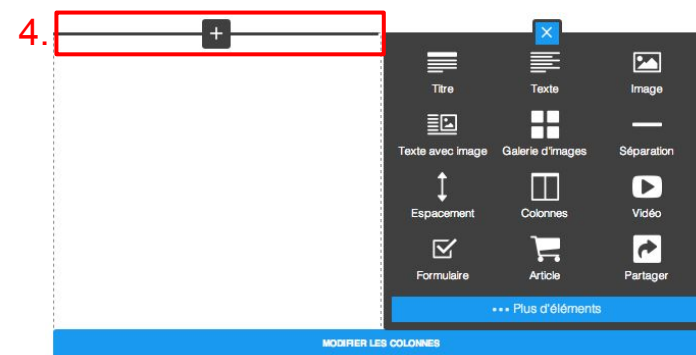 4.
Titre Texte Image
Texte avec image Galerie d'images Séparation
Espacement Colonnes Vidéo
Formulaire Article Partager
••• Plus d'éléments
MODIFIER LES COLONNES